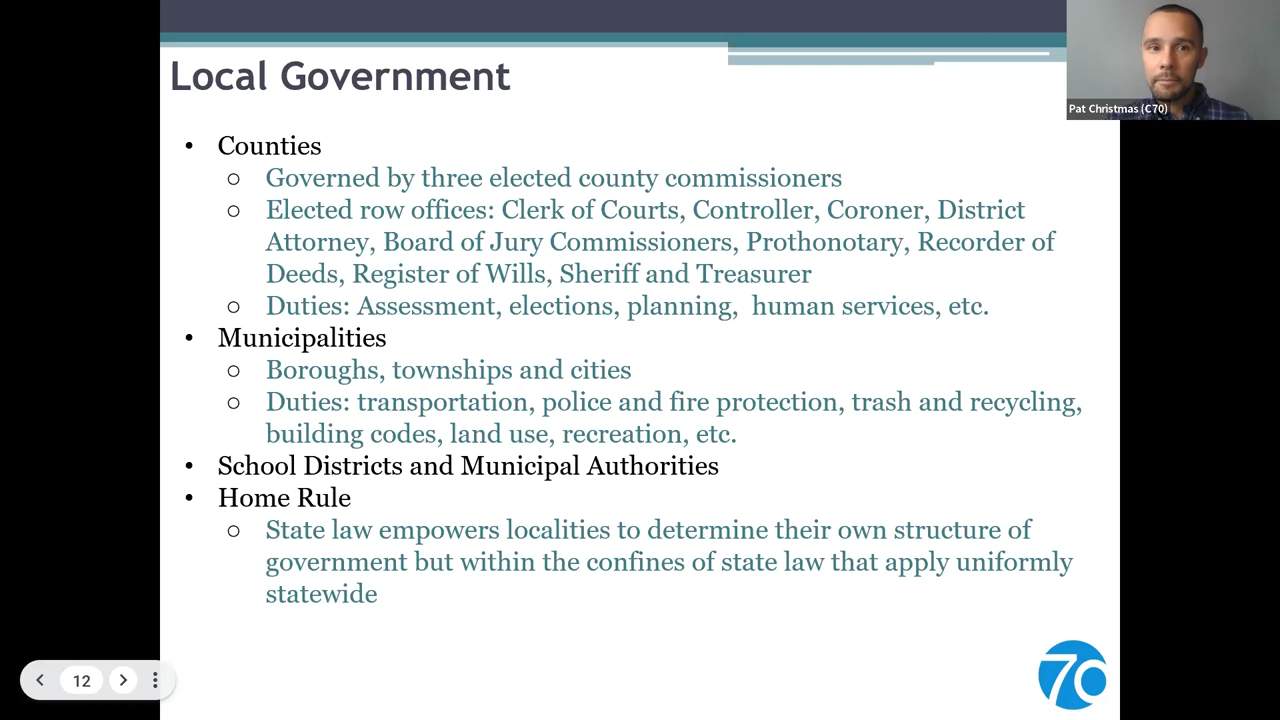 Local Government
Pat Christmas (C70)
• Counties
○ Governed by three elected county commissioners
○ Elected row offices: Clerk of Courts, Controller, Coroner, District
Attorney, Board of Jury Commissioners, Prothonotary, Recorder of
Deeds, Register of Wills, Sheriff and Treasurer
○ Duties: Assessment, elections, planning,  human services, etc.
• Municipalities
○ Boroughs, townships and cities
○ Duties: transportation, police and fire protection, trash and recycling,
building codes, land use, recreation, etc.
• School Districts and Municipal Authorities
• Home Rule
○ State law empowers localities to determine their own structure of
government but within the confines of state law that apply uniformly
statewide
12
70